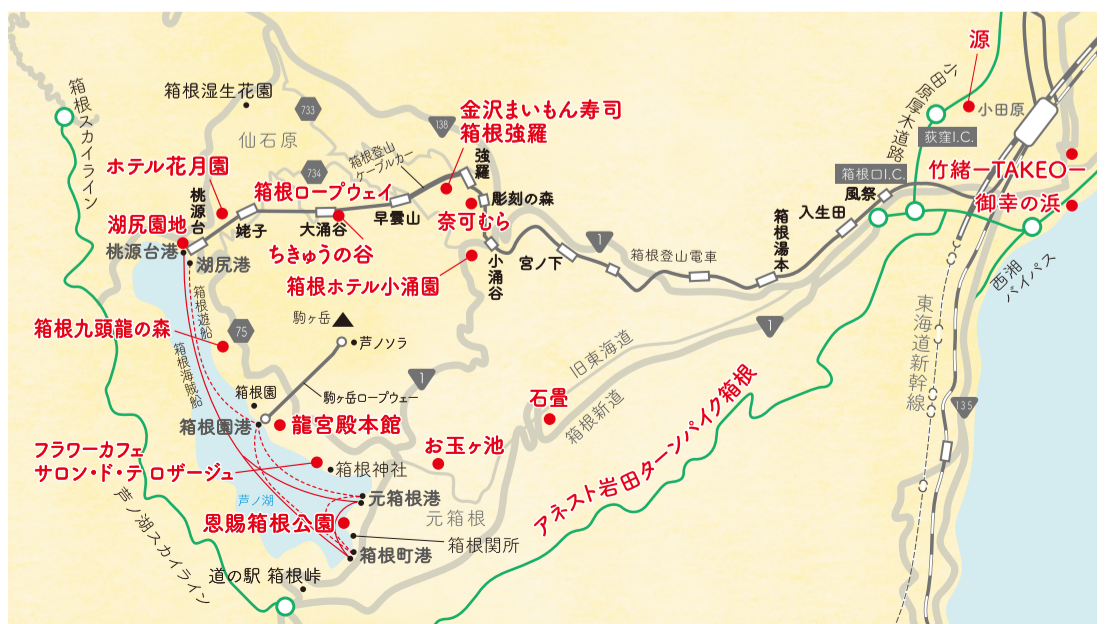 源
小田原
小田原厚木道路
荻窪I.C.
箱根口I.C.
竹緒ーTAKEOー
御幸の浜
風祭
入生田
箱根湯本
西湘
バイパス
東海道新幹線
135
箱根スカイライン
箱根湿生花園
仙石原
733
138
734
金沢まいもん寿司
箱根強羅
箱根登山
ケーブルカー
強羅
彫刻の森
ホテル花月園
箱根ロープウェイ
桃源台
姥子
大涌谷
早雲山
奈可むら
湖尻園地
ちきゅうの谷
桃源台港
湖尻港
箱根ホテル小涌園
小涌谷
宮ノ下
1
箱根登山電車
箱根遊船
箱根海賊船
箱根九頭龍の森
75
駒ヶ岳
芦ノソラ
1
1
旧東海道
箱根新道
石畳
アネスト岩田ターンパイク箱根
箱根園
駒ヶ岳ロープウェー
箱根園港
龍宮殿本館
フラワーカフェ
サロン・ド・テ ロザージュ
お玉ヶ池
箱根神社
芦ノ湖
元箱根港
元箱根
恩賜箱根公園
箱根関所
箱根町港
芦ノ湖スカイライン
道の駅 箱根峠